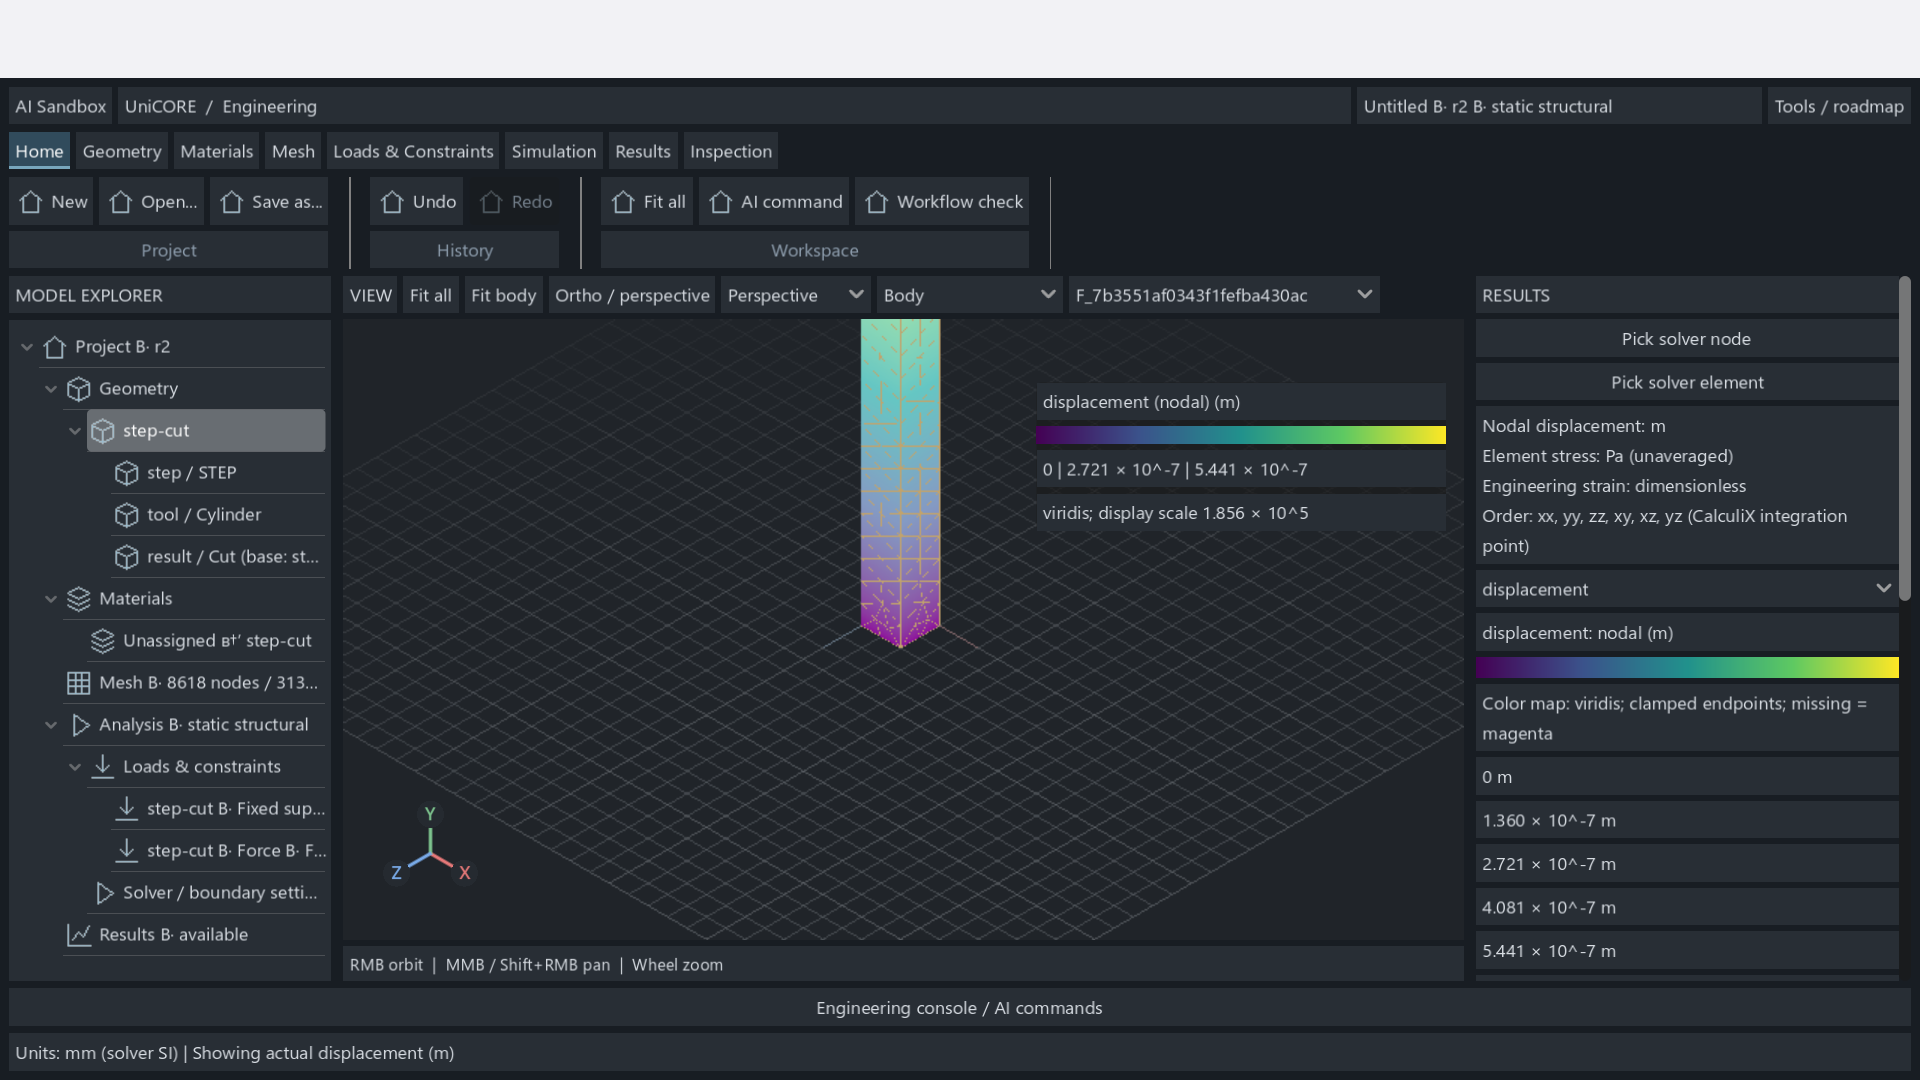 AI Sandbox
UniCORE / Engineering
Untitled В· r2 В· static structural
Tools / roadmap
Home
Geometry
Materials
Mesh
Loads & Constraints
Simulation
Results
Inspection
New
Open...
Save as...
Undo
Redo
Fit all
AI command
Workflow check
Project
History
Workspace
MODEL EXPLORER
VIEW
Fit all
Fit body
Ortho / perspective
Perspective
Body
F_7b3551af0343f1fefba430ac
RESULTS
Project В· r2
Geometry
step-cut
step / STEP
tool / Cylinder
result / Cut (base: st...
Materials
Unassigned в†’ step-cut
Mesh В· 8618 nodes / 313...
Analysis В· static structural
Loads & constraints
step-cut В· Fixed sup...
step-cut В· Force В· F...
Solver / boundary setti...
Results В· available
displacement (nodal) (m)
0 | 2.721 × 10^-7 | 5.441 × 10^-7
viridis; display scale 1.856 × 10^5
Y
Z
X
RMB orbit | MMB / Shift+RMB pan | Wheel zoom
Pick solver node
Pick solver element
Nodal displacement: m
Element stress: Pa (unaveraged)
Engineering strain: dimensionless
Order: xx, yy, zz, xy, xz, yz (CalculiX integration
point)
displacement
displacement: nodal (m)
Color map: viridis; clamped endpoints; missing =
magenta
0 m
1.360 × 10^-7 m
2.721 × 10^-7 m
4.081 × 10^-7 m
5.441 × 10^-7 m
Engineering console / AI commands
Units: mm (solver SI) | Showing actual displacement (m)